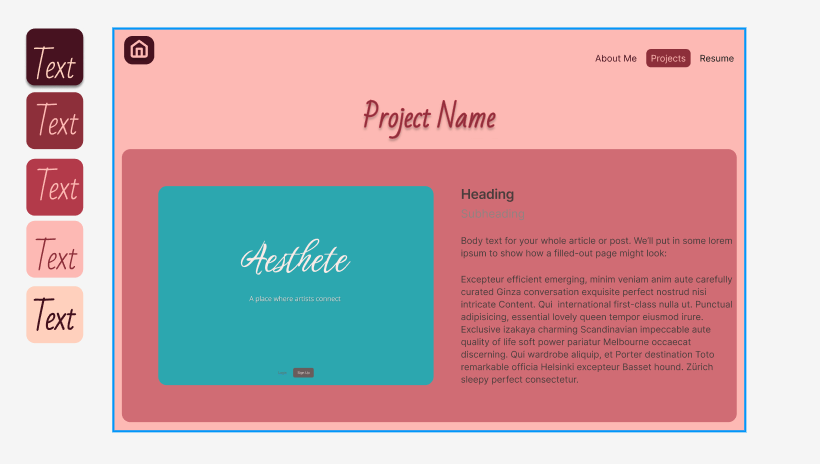 Text
Text
Text
Text
Text
About Me Projects Resume
Project Name
Aesthete
A place where artists connect
Sign Up
Heading
Body text for your whole article or post. We'll put in some lorem
ipsum to show how a filled-out page might look:
Excepteur efficient emerging, minim veniam anim aute carefully
curated Ginza conversation exquisite perfect nostrud nisi
intricate Content. Qui international first-class nulla ut. Punctual
adipisicing, essential lovely queen tempor eiusmod irure.
Exclusive izakaya charming Scandinavian impeccable aute
quality of life soft power pariatur Melbourne occaecat
discerning. Qui wardrobe aliquip, et Porter destination Toto
remarkable officia Helsinki excepteur Basset hound. Zürich
sleepy perfect consectetur.